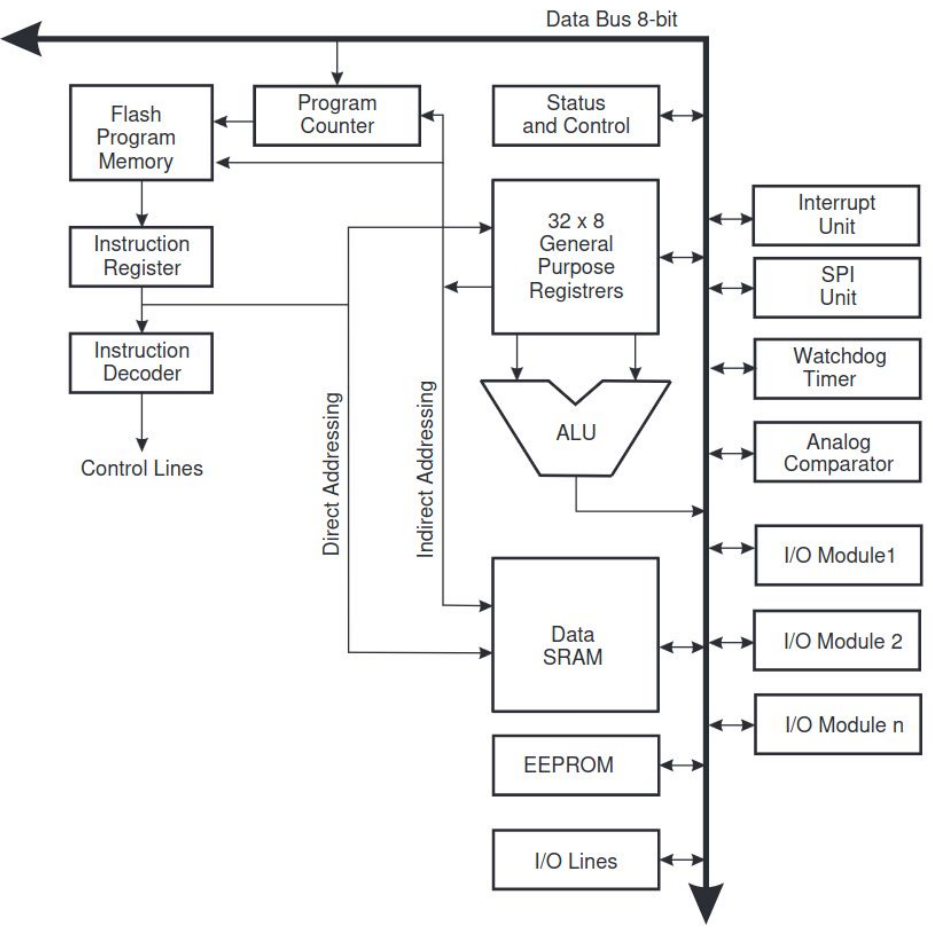 Data Bus 8-bit
Flash
Program
Memory
Program
Counter
Status
and Control
32 x 8
General
Purpose
Registrers
Interrupt
Unit
Instruction
Register
SPI
Unit
Instruction
Decoder
Watchdog
Timer
Control Lines
Direct Addressing
Indirect Addressing
ALU
Analog
Comparator
I/O Module1
Data
SRAM
I/O Module 2
I/O Module n
EEPROM
I/O Lines